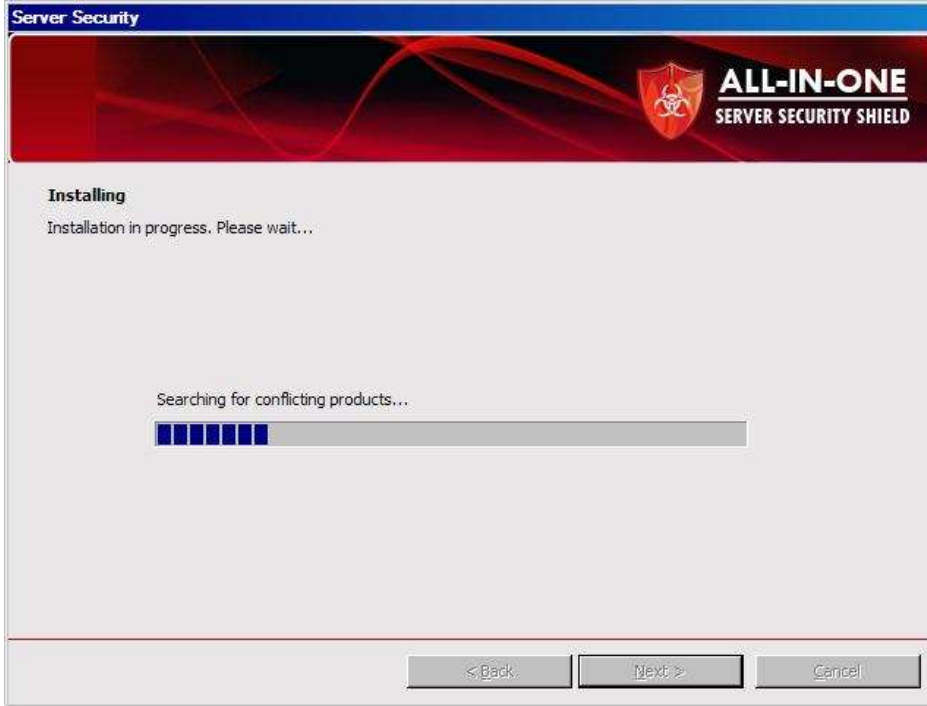 Server Security
ALL-IN-ONE
SERVER SECURITY SHIELD
Installing
Installation in progress. Please wait...
Searching for conflicting products...
< Back
Next >
Cancel